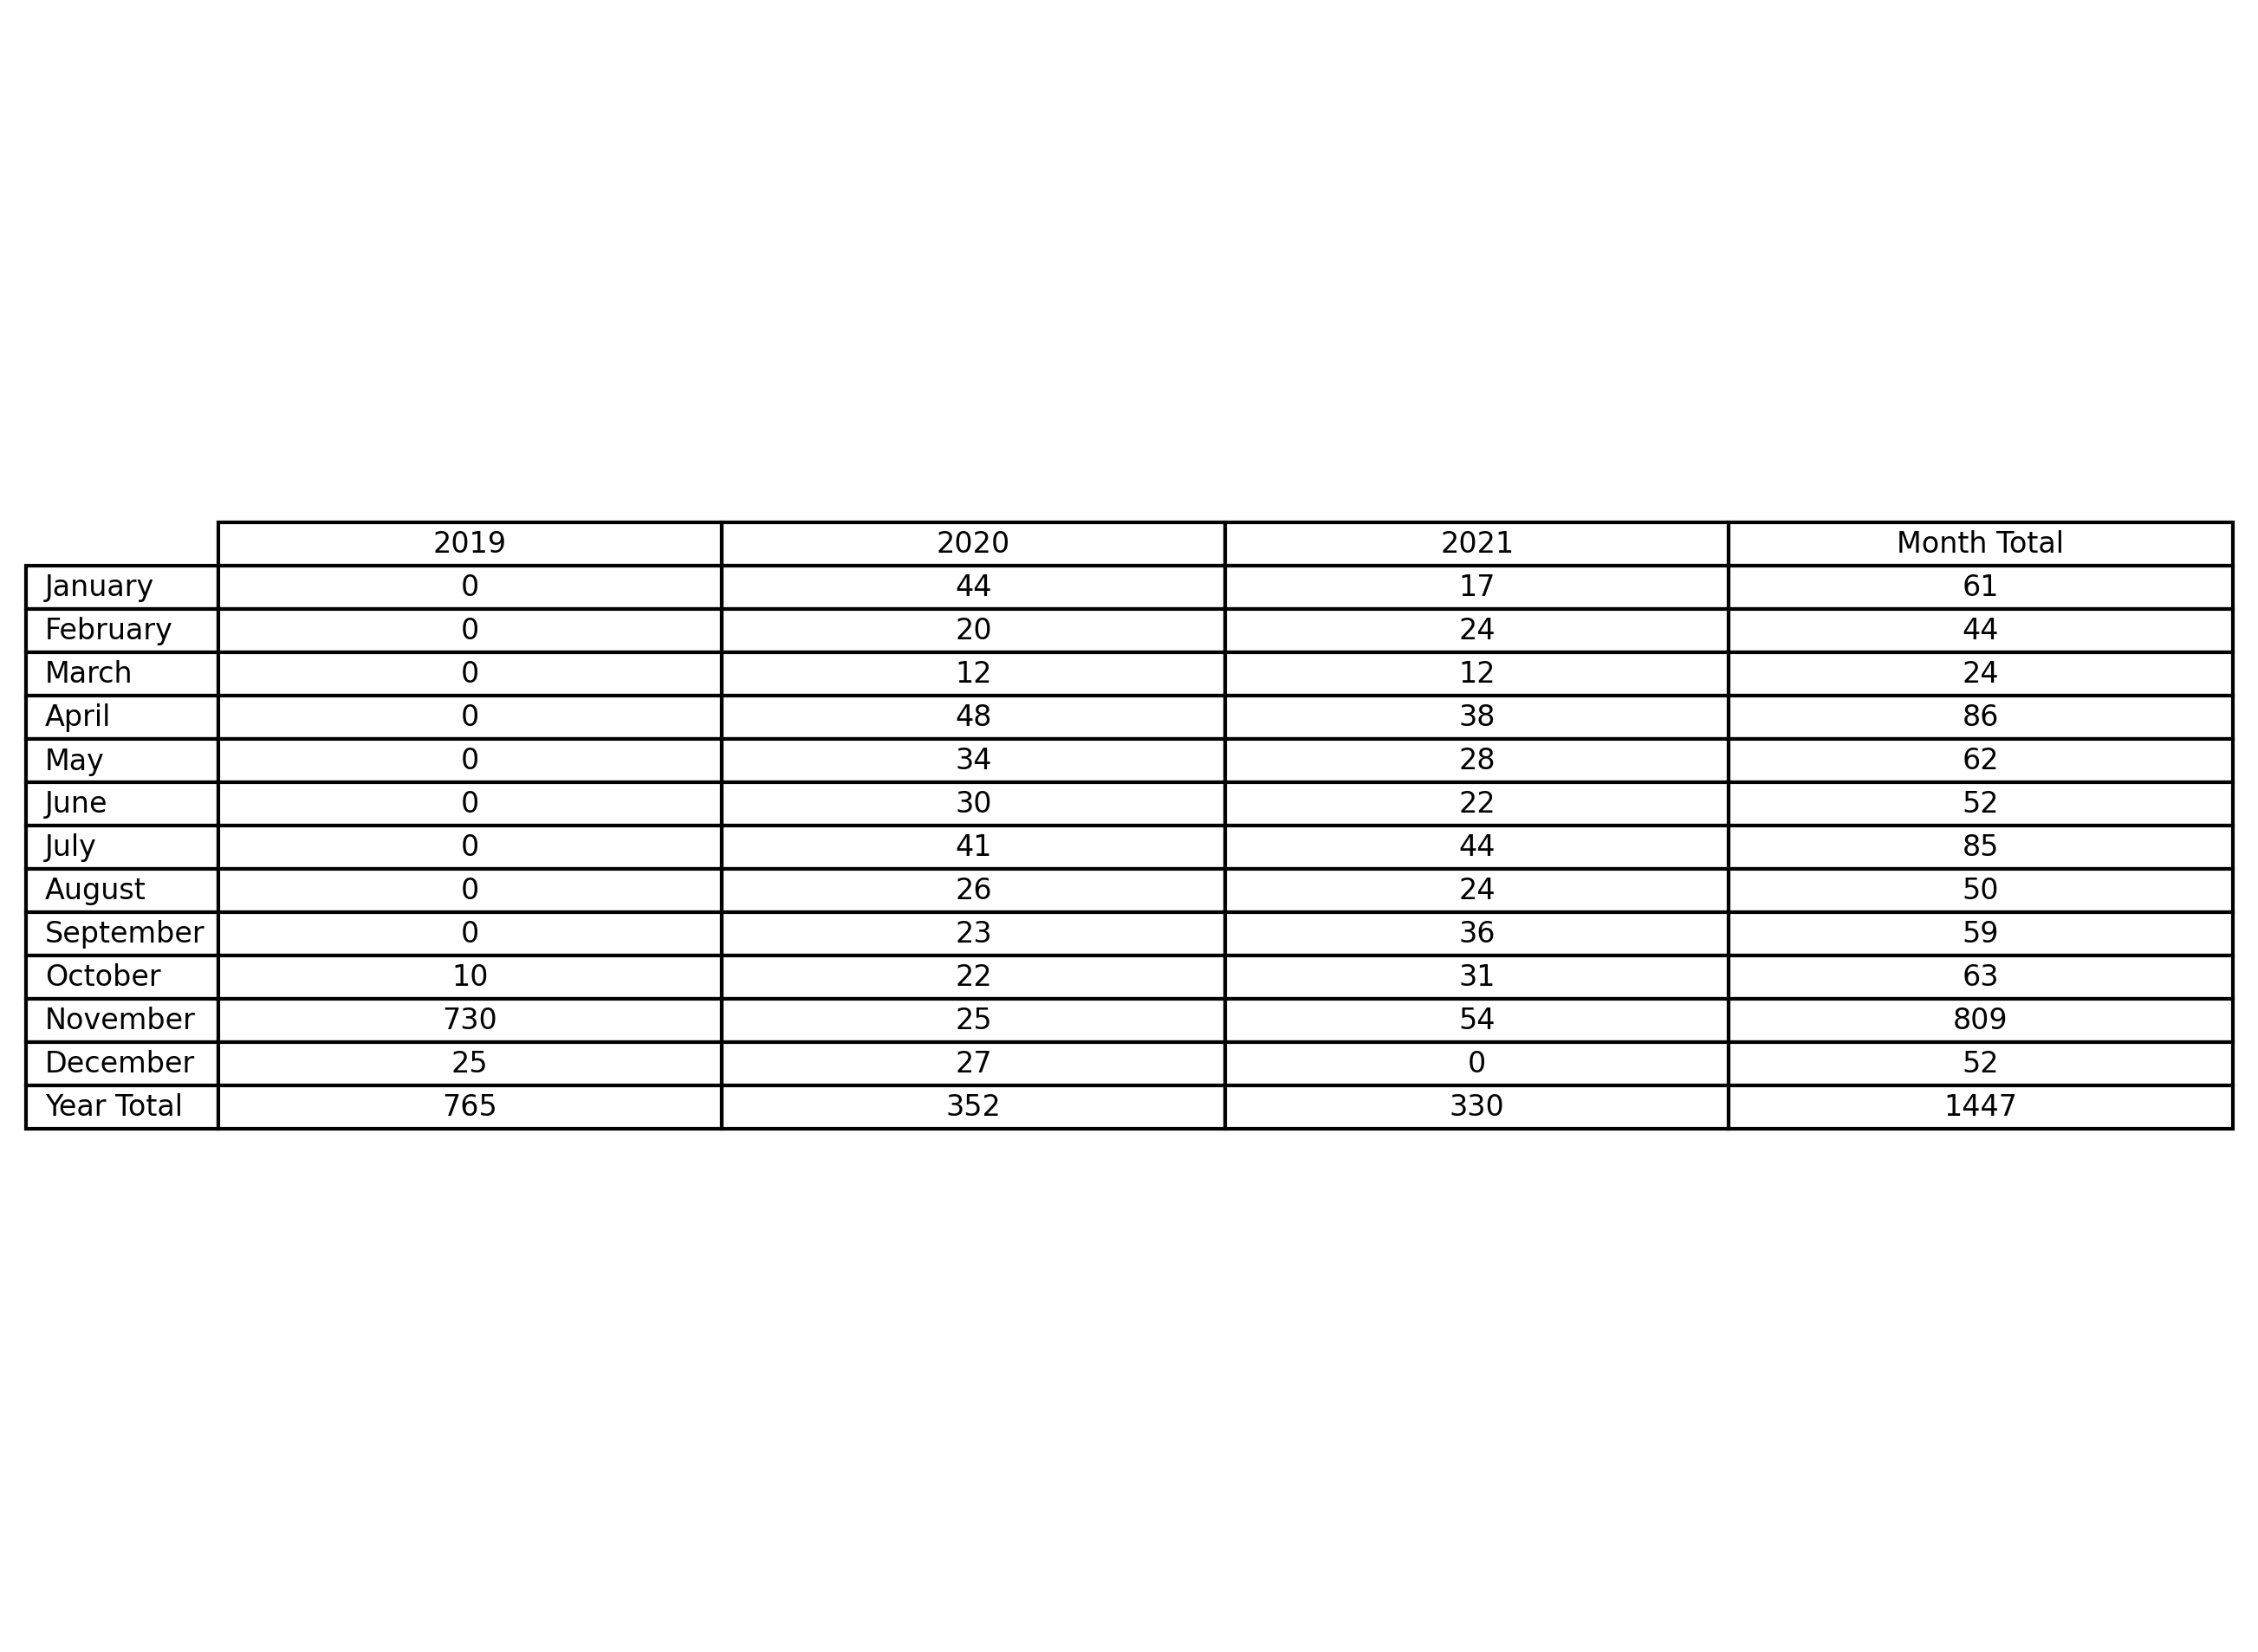 2019 2020 2021 Month Total
January 0 44 17 61
February 0 20 24 44
March 0 12 12 24
April 0 48 38 86
May 0 34 28 62
June 0 30 22 52
July 0 41 44 85
August 0 26 24 50
September 0 23 36 59
October 10 22 31 63
November 730 25 54 809
December 25 27 0 52
Year Total 765 352 330 1447